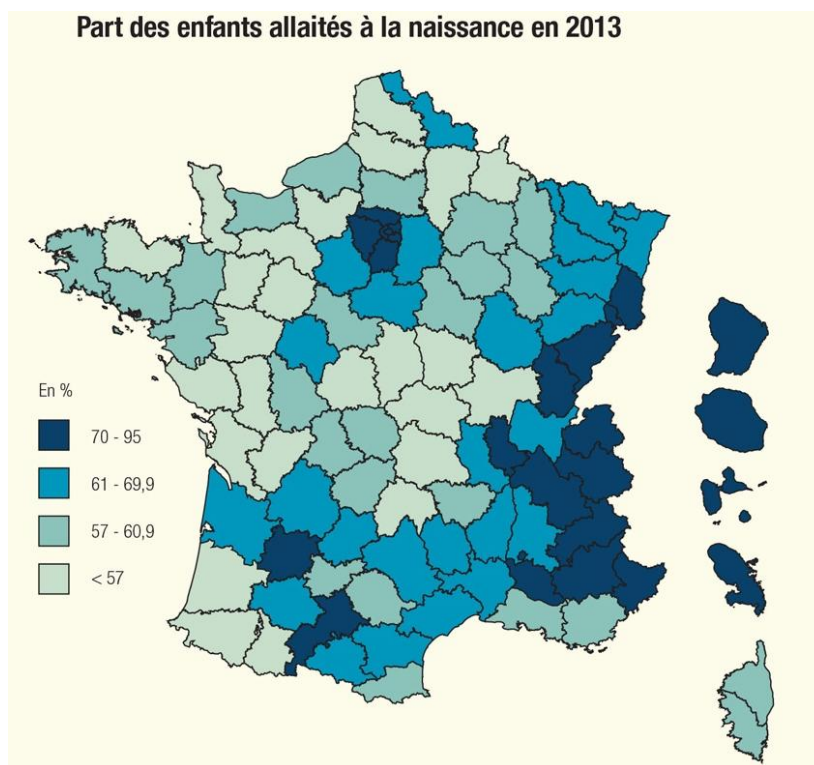 Part des enfants allaités à la naissance en 2013
En %
70 - 95
61 - 69,9
57 - 60,9
< 57